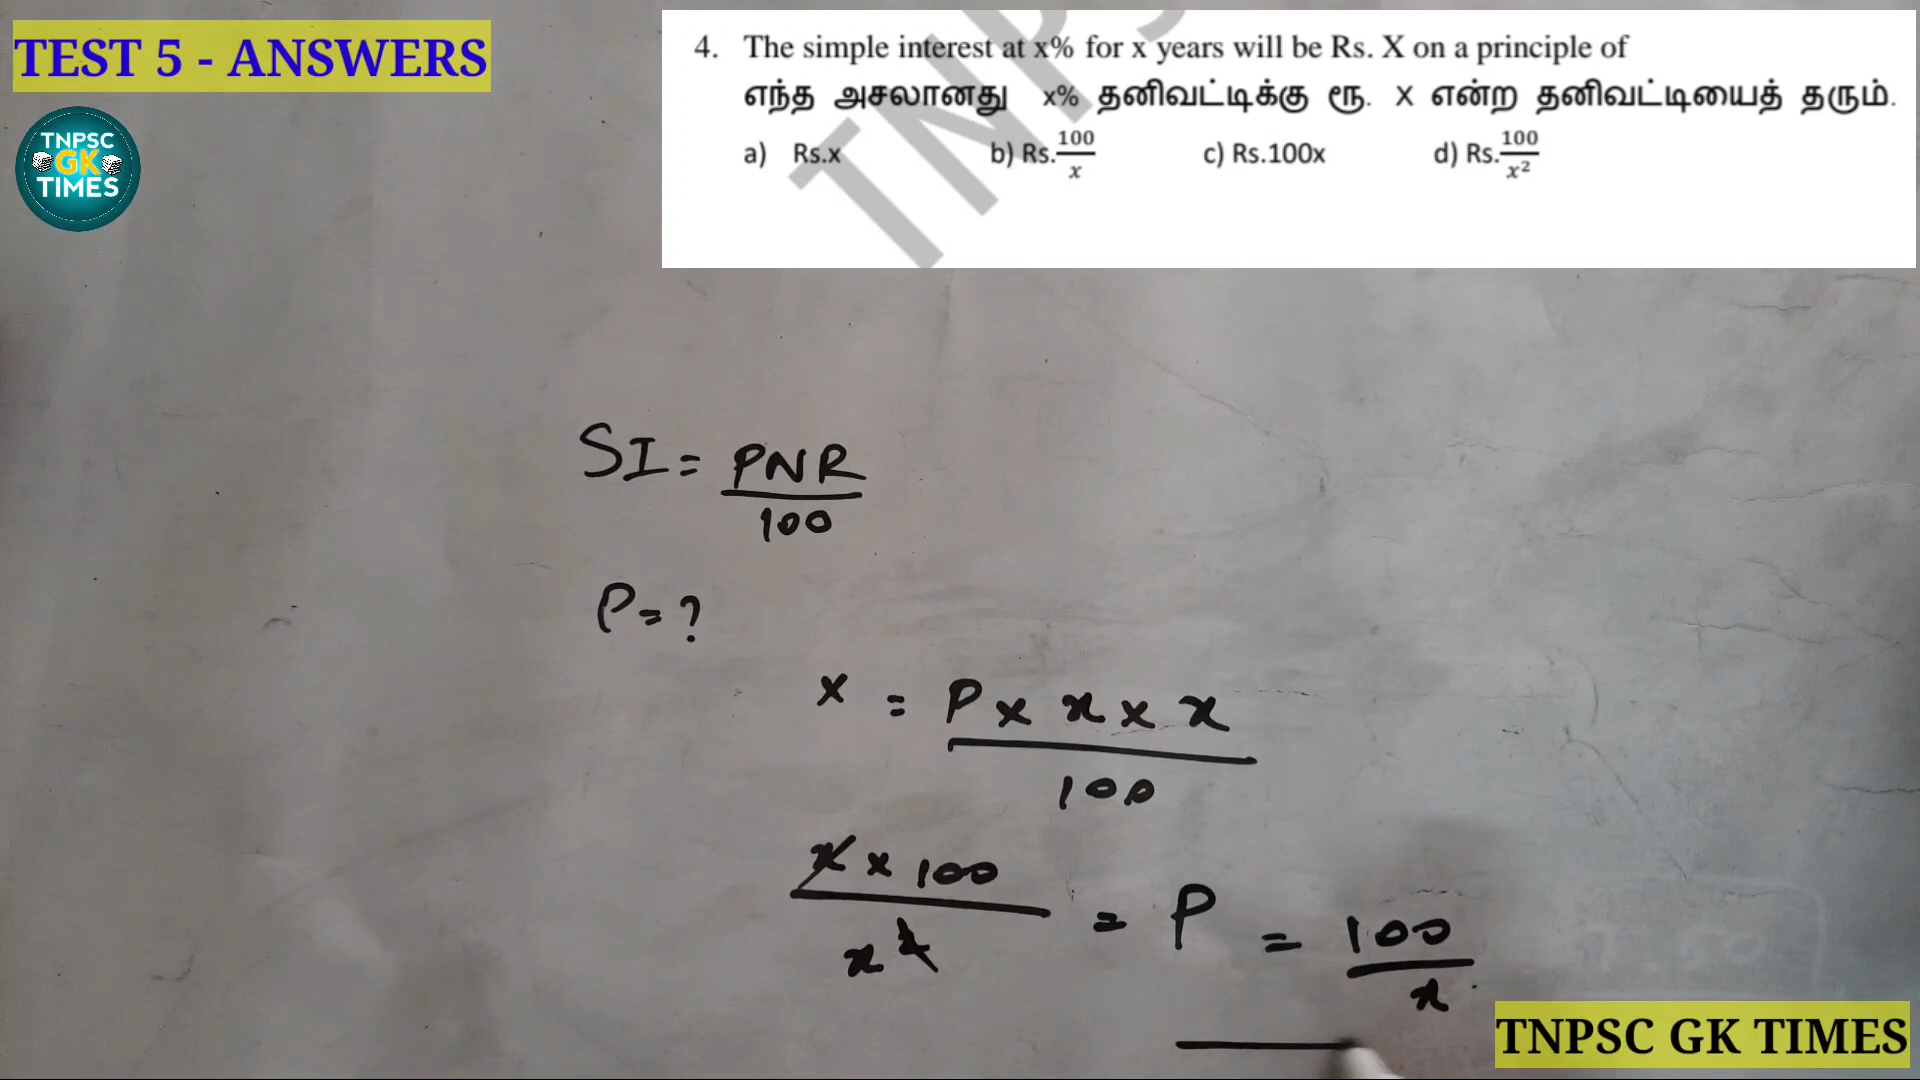 TEST 5 - ANSWERS
TNPSC
GK
TIMES
TNPS
4. The simple interest at x% for x years will be Rs. X on a principle of
எந்த அசலானது x% தனிவட்டிக்கு ரூ. X என்ற தனிவட்டியைத் தரும்.
a) Rs.x b) Rs.100/x c) Rs.100x d) Rs.100/x²
SI = PNR/100
P = ?
x = P × x × x / 100
x × 100 / x² = P = 100/x
TNPSC GK TIMES